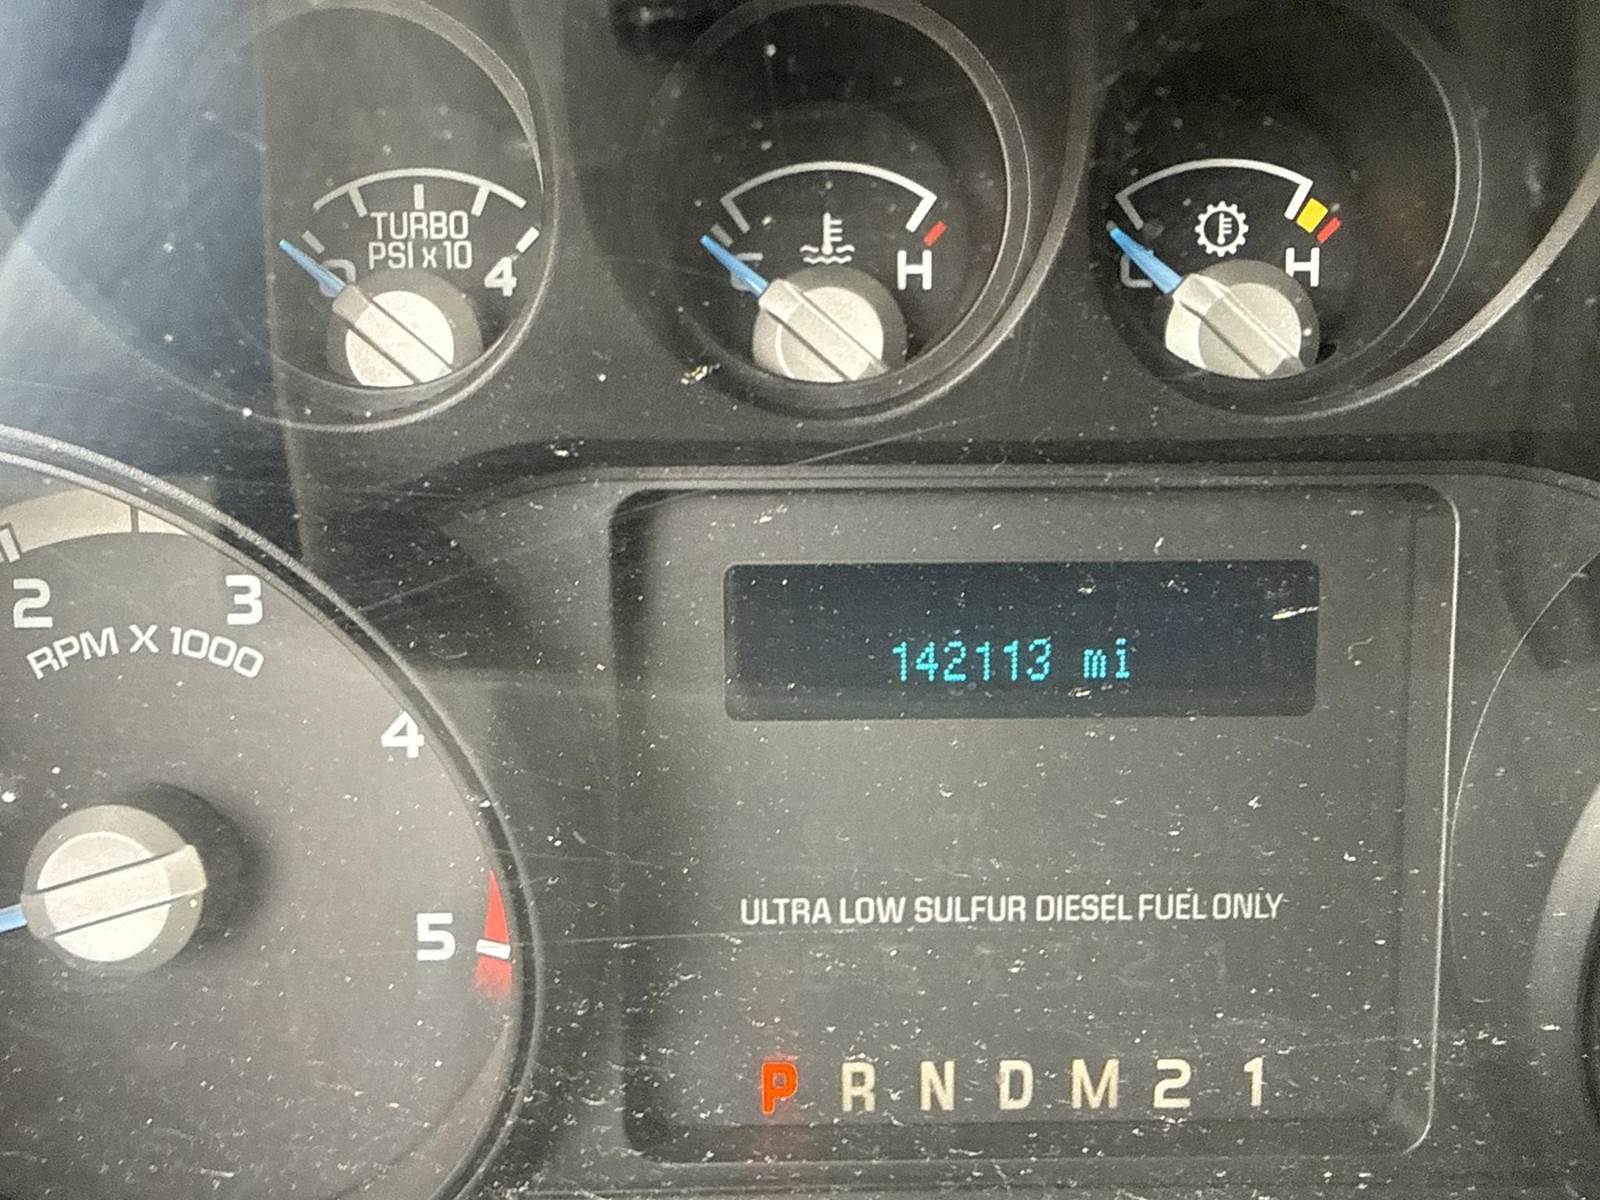 TURBO
PSI x 10
4
H
H
2
3
RPM X 1000
4
5
142113 mi
ULTRA LOW SULFUR DIESEL FUEL ONLY
P R N D M 2 1